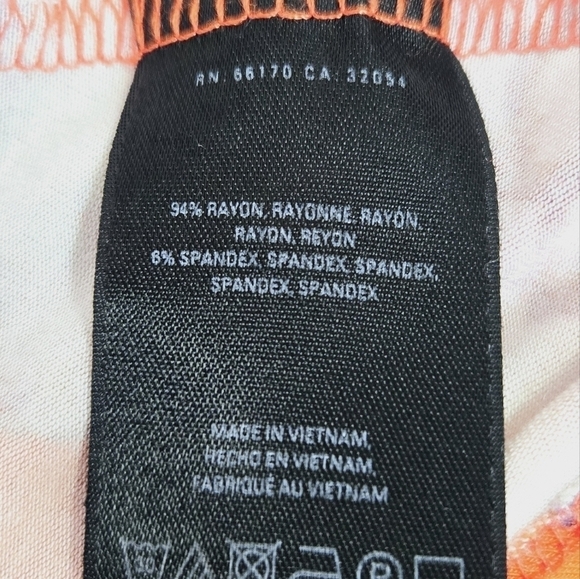 RN 66170 CA 32054
94% RAYON, RAYONNE, RAYON,
RAYON, REYON
6% SPANDEX, SPANDEX, SPANDEX,
SPANDEX, SPANDEX
MADE IN VIETNAM,
HECHO EN VIETNAM,
FABRIQUÉ AU VIETNAM
30
P